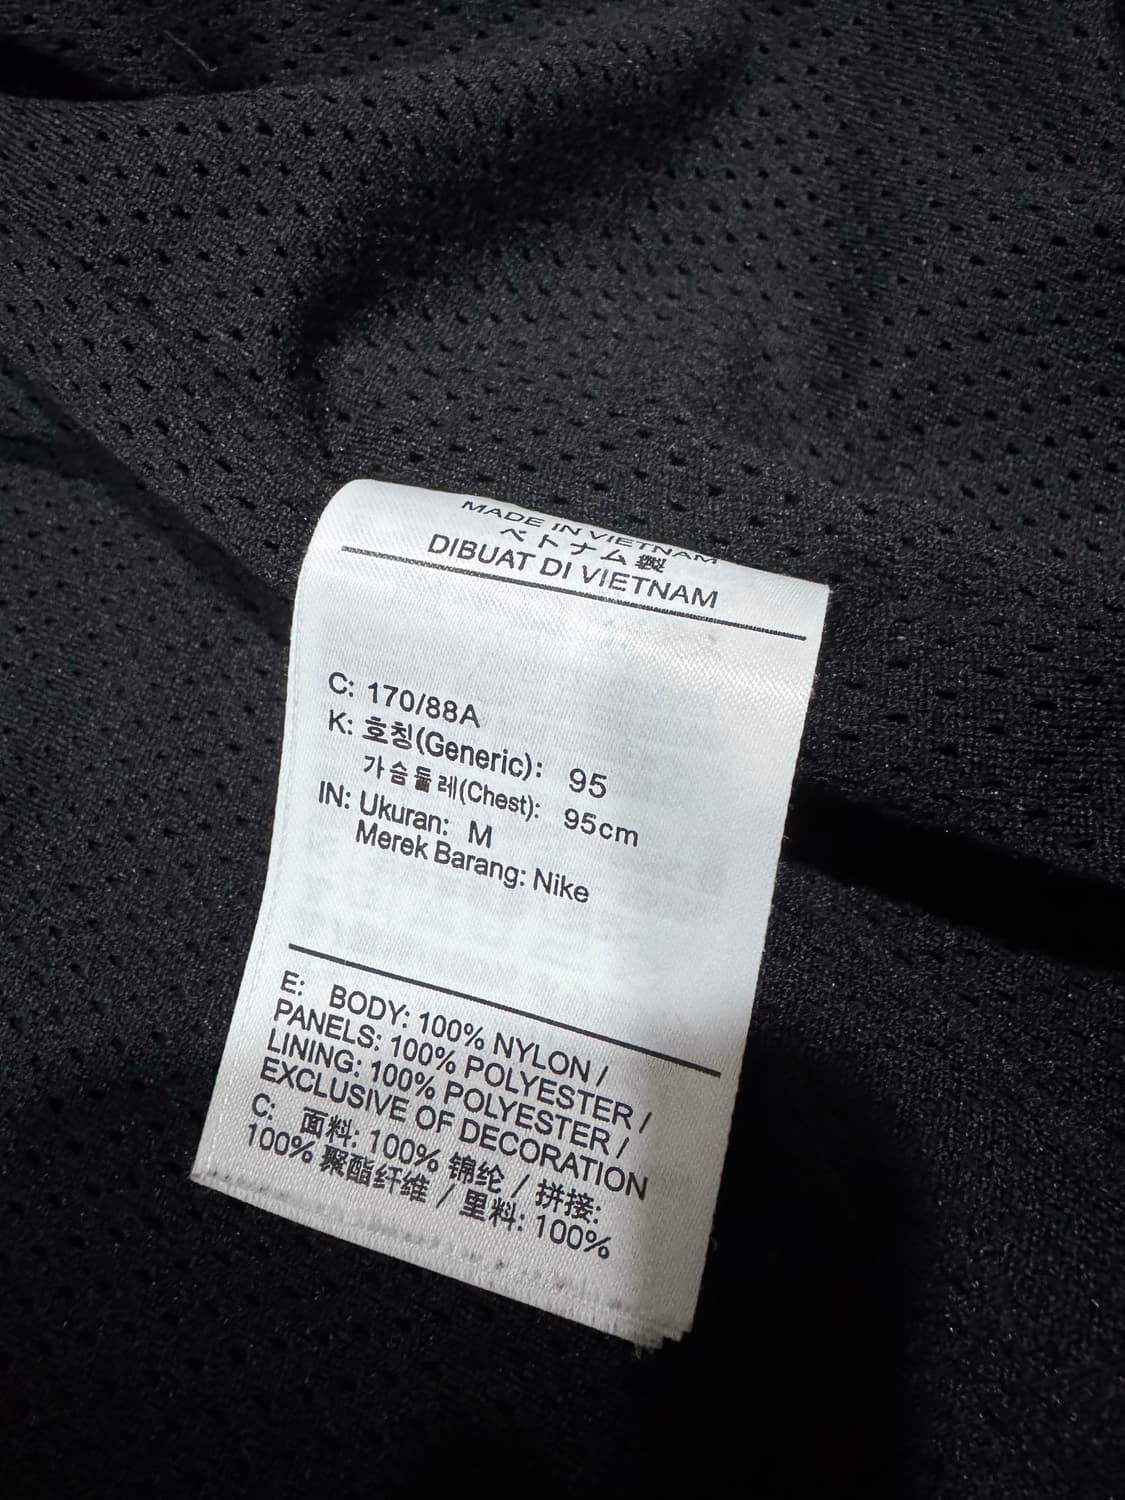 MADE IN VIETNAM
ベトナム製
DIBUAT DI VIETNAM
C: 170/88A
K: 호칭(Generic): 95
가슴둘레(Chest): 95cm
IN: Ukuran: M
Merek Barang: Nike
E: BODY: 100% NYLON /
PANELS: 100% POLYESTER /
LINING: 100% POLYESTER /
EXCLUSIVE OF DECORATION
C: 面料: 100% 锦纶 / 拼接:
100% 聚酯纤维 / 里料: 100%